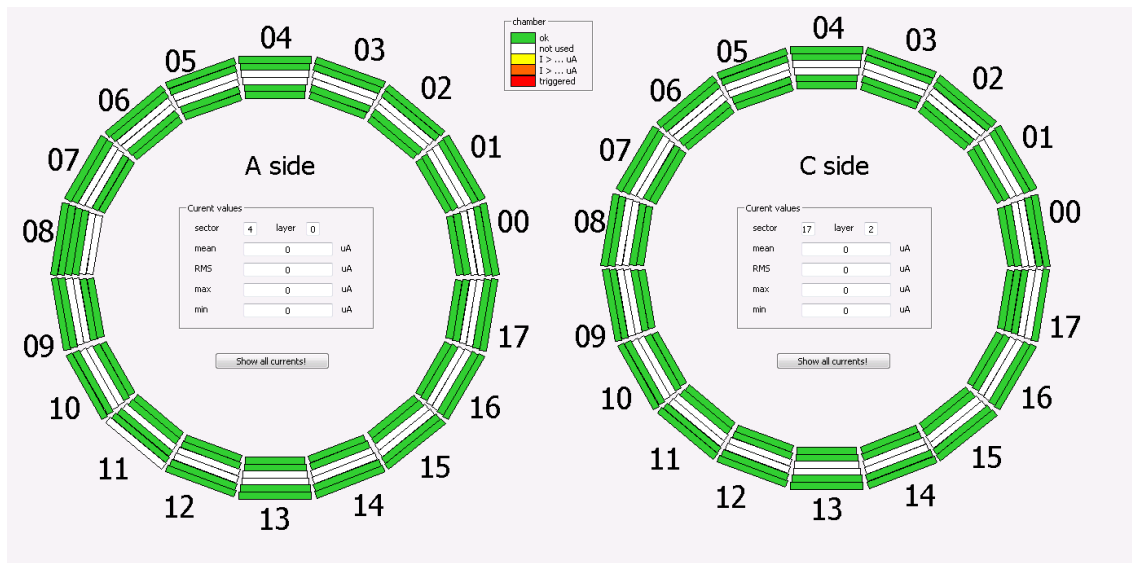 chamber
ok
not used
I > ... uA
I > ... uA
triggered
A side
04
03
02
01
00
17
16
15
14
13
12
11
10
09
08
07
06
05
Curent values
sector 4 layer 0
mean 0 uA
RMS 0 uA
max 0 uA
min 0 uA
Show all currents!
C side
04
03
02
01
00
17
16
15
14
13
12
11
10
09
08
07
06
05
Curent values
sector 17 layer 2
mean 0 uA
RMS 0 uA
max 0 uA
min 0 uA
Show all currents!